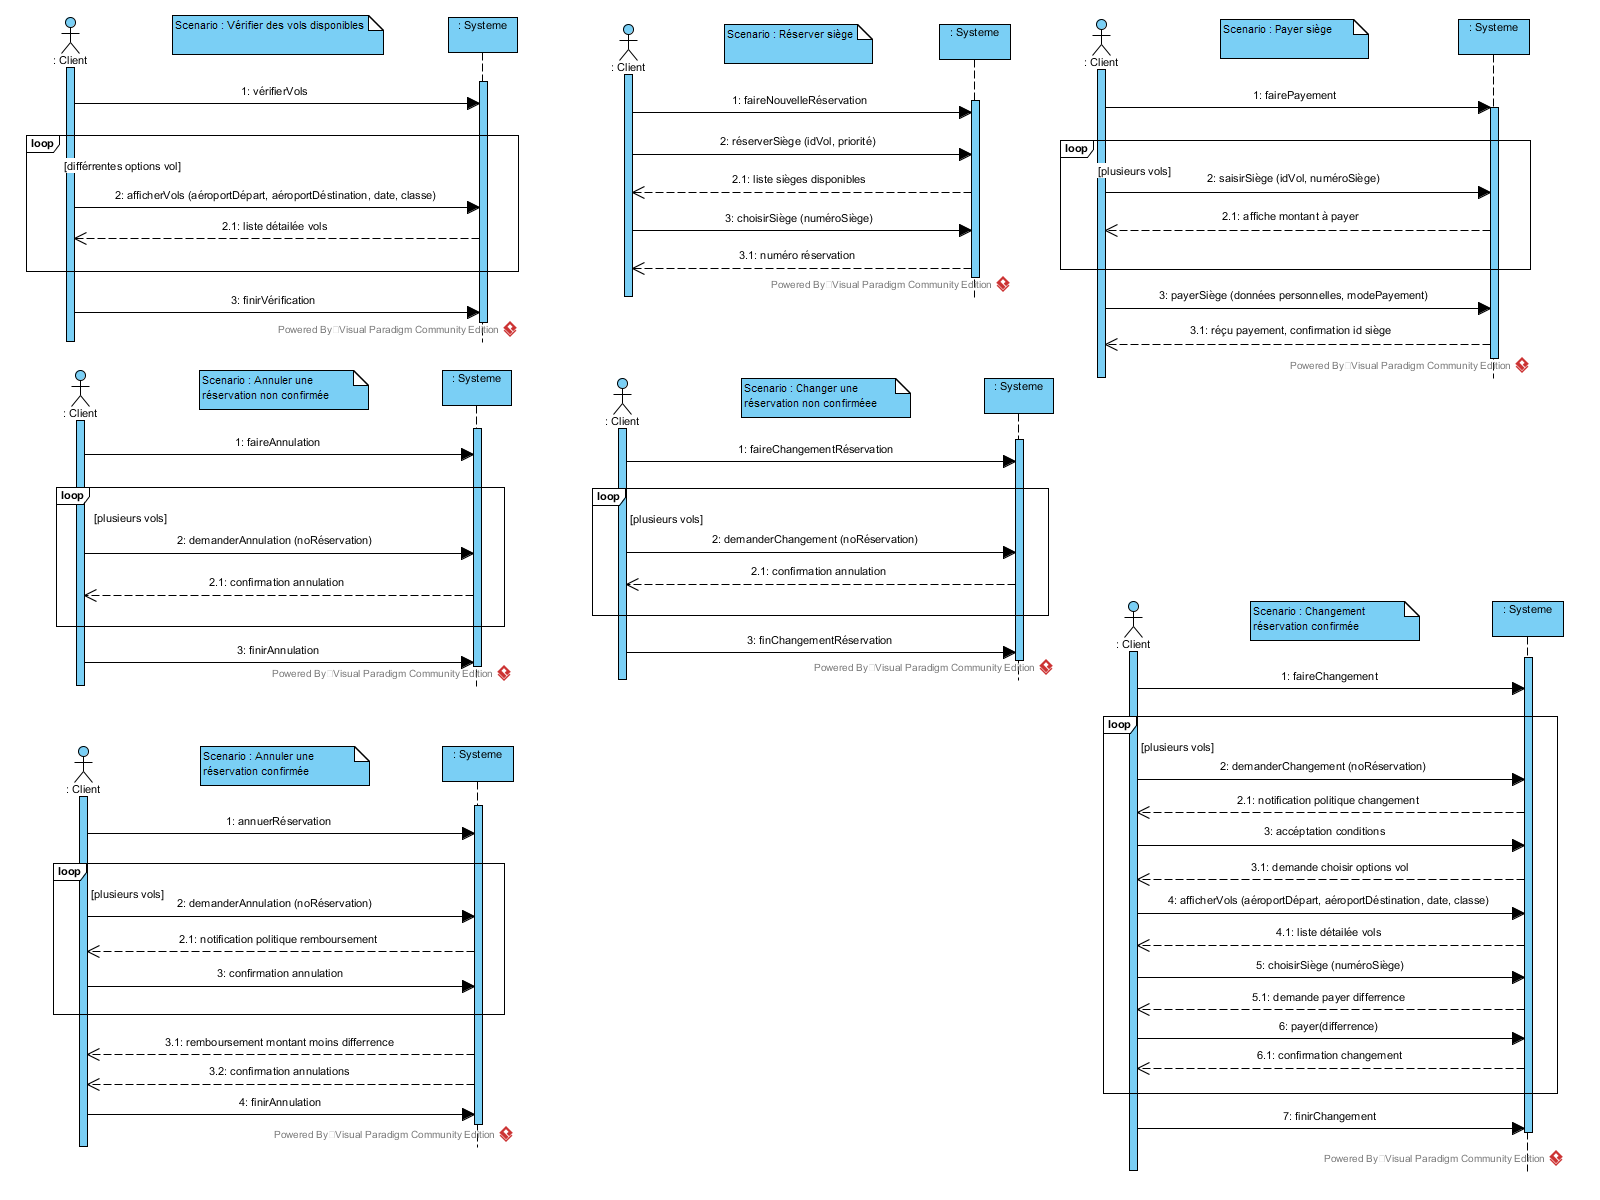 Scenario : Vérifier des vols disponibles
: Systeme
: Client
1: vérifierVols
loop
[différrentes options vol]
2: afficherVols (aéroportDépart, aéroportDéstination, date, classe)
2.1: liste détailée vols
3: finirVérification
Powered By Visual Paradigm Community Edition
Scenario : Réserver siège
: Systeme
: Client
1: faireNouvelleRéservation
2: réserverSiège (idVol, priorité)
2.1: liste sièges disponibles
3: choisirSiège (numéroSiège)
3.1: numéro réservation
Powered By Visual Paradigm Community Edition
Scenario : Payer siège
: Systeme
: Client
1: fairePayement
loop
[plusieurs vols]
2: saisirSiège (idVol, numéroSiège)
2.1: affiche montant à payer
3: payerSiège (données personnelles, modePayement)
3.1: réçu payement, confirmation id siège
Powered By Visual Paradigm Community Edition
Scenario : Annuler une
réservation non confirmée
: Systeme
: Client
1: faireAnnulation
loop
[plusieurs vols]
2: demanderAnnulation (noRéservation)
2.1: confirmation annulation
3: finirAnnulation
Powered By Visual Paradigm Community Edition
Scenario : Changer une
réservation non confirméee
: Systeme
: Client
1: faireChangementRéservation
loop
[plusieurs vols]
2: demanderChangement (noRéservation)
2.1: confirmation annulation
3: finChangementRéservation
Powered By Visual Paradigm Community Edition
Scenario : Changement
réservation confirmée
: Systeme
: Client
1: faireChangement
loop
[plusieurs vols]
2: demanderChangement (noRéservation)
2.1: notification politique changement
3: accéptation conditions
3.1: demande choisir options vol
4: afficherVols (aéroportDépart, aéroportDéstination, date, classe)
4.1: liste détailée vols
5: choisirSiège (numéroSiège)
5.1: demande payer differrence
6: payer(differrence)
6.1: confirmation changement
7: finirChangement
Powered By Visual Paradigm Community Edition
Scenario : Annuler une
réservation confirmée
: Systeme
: Client
1: annuerRéservation
loop
[plusieurs vols]
2: demanderAnnulation (noRéservation)
2.1: notification politique remboursement
3: confirmation annulation
3.1: remboursement montant moins differrence
3.2: confirmation annulations
4: finirAnnulation
Powered By Visual Paradigm Community Edition